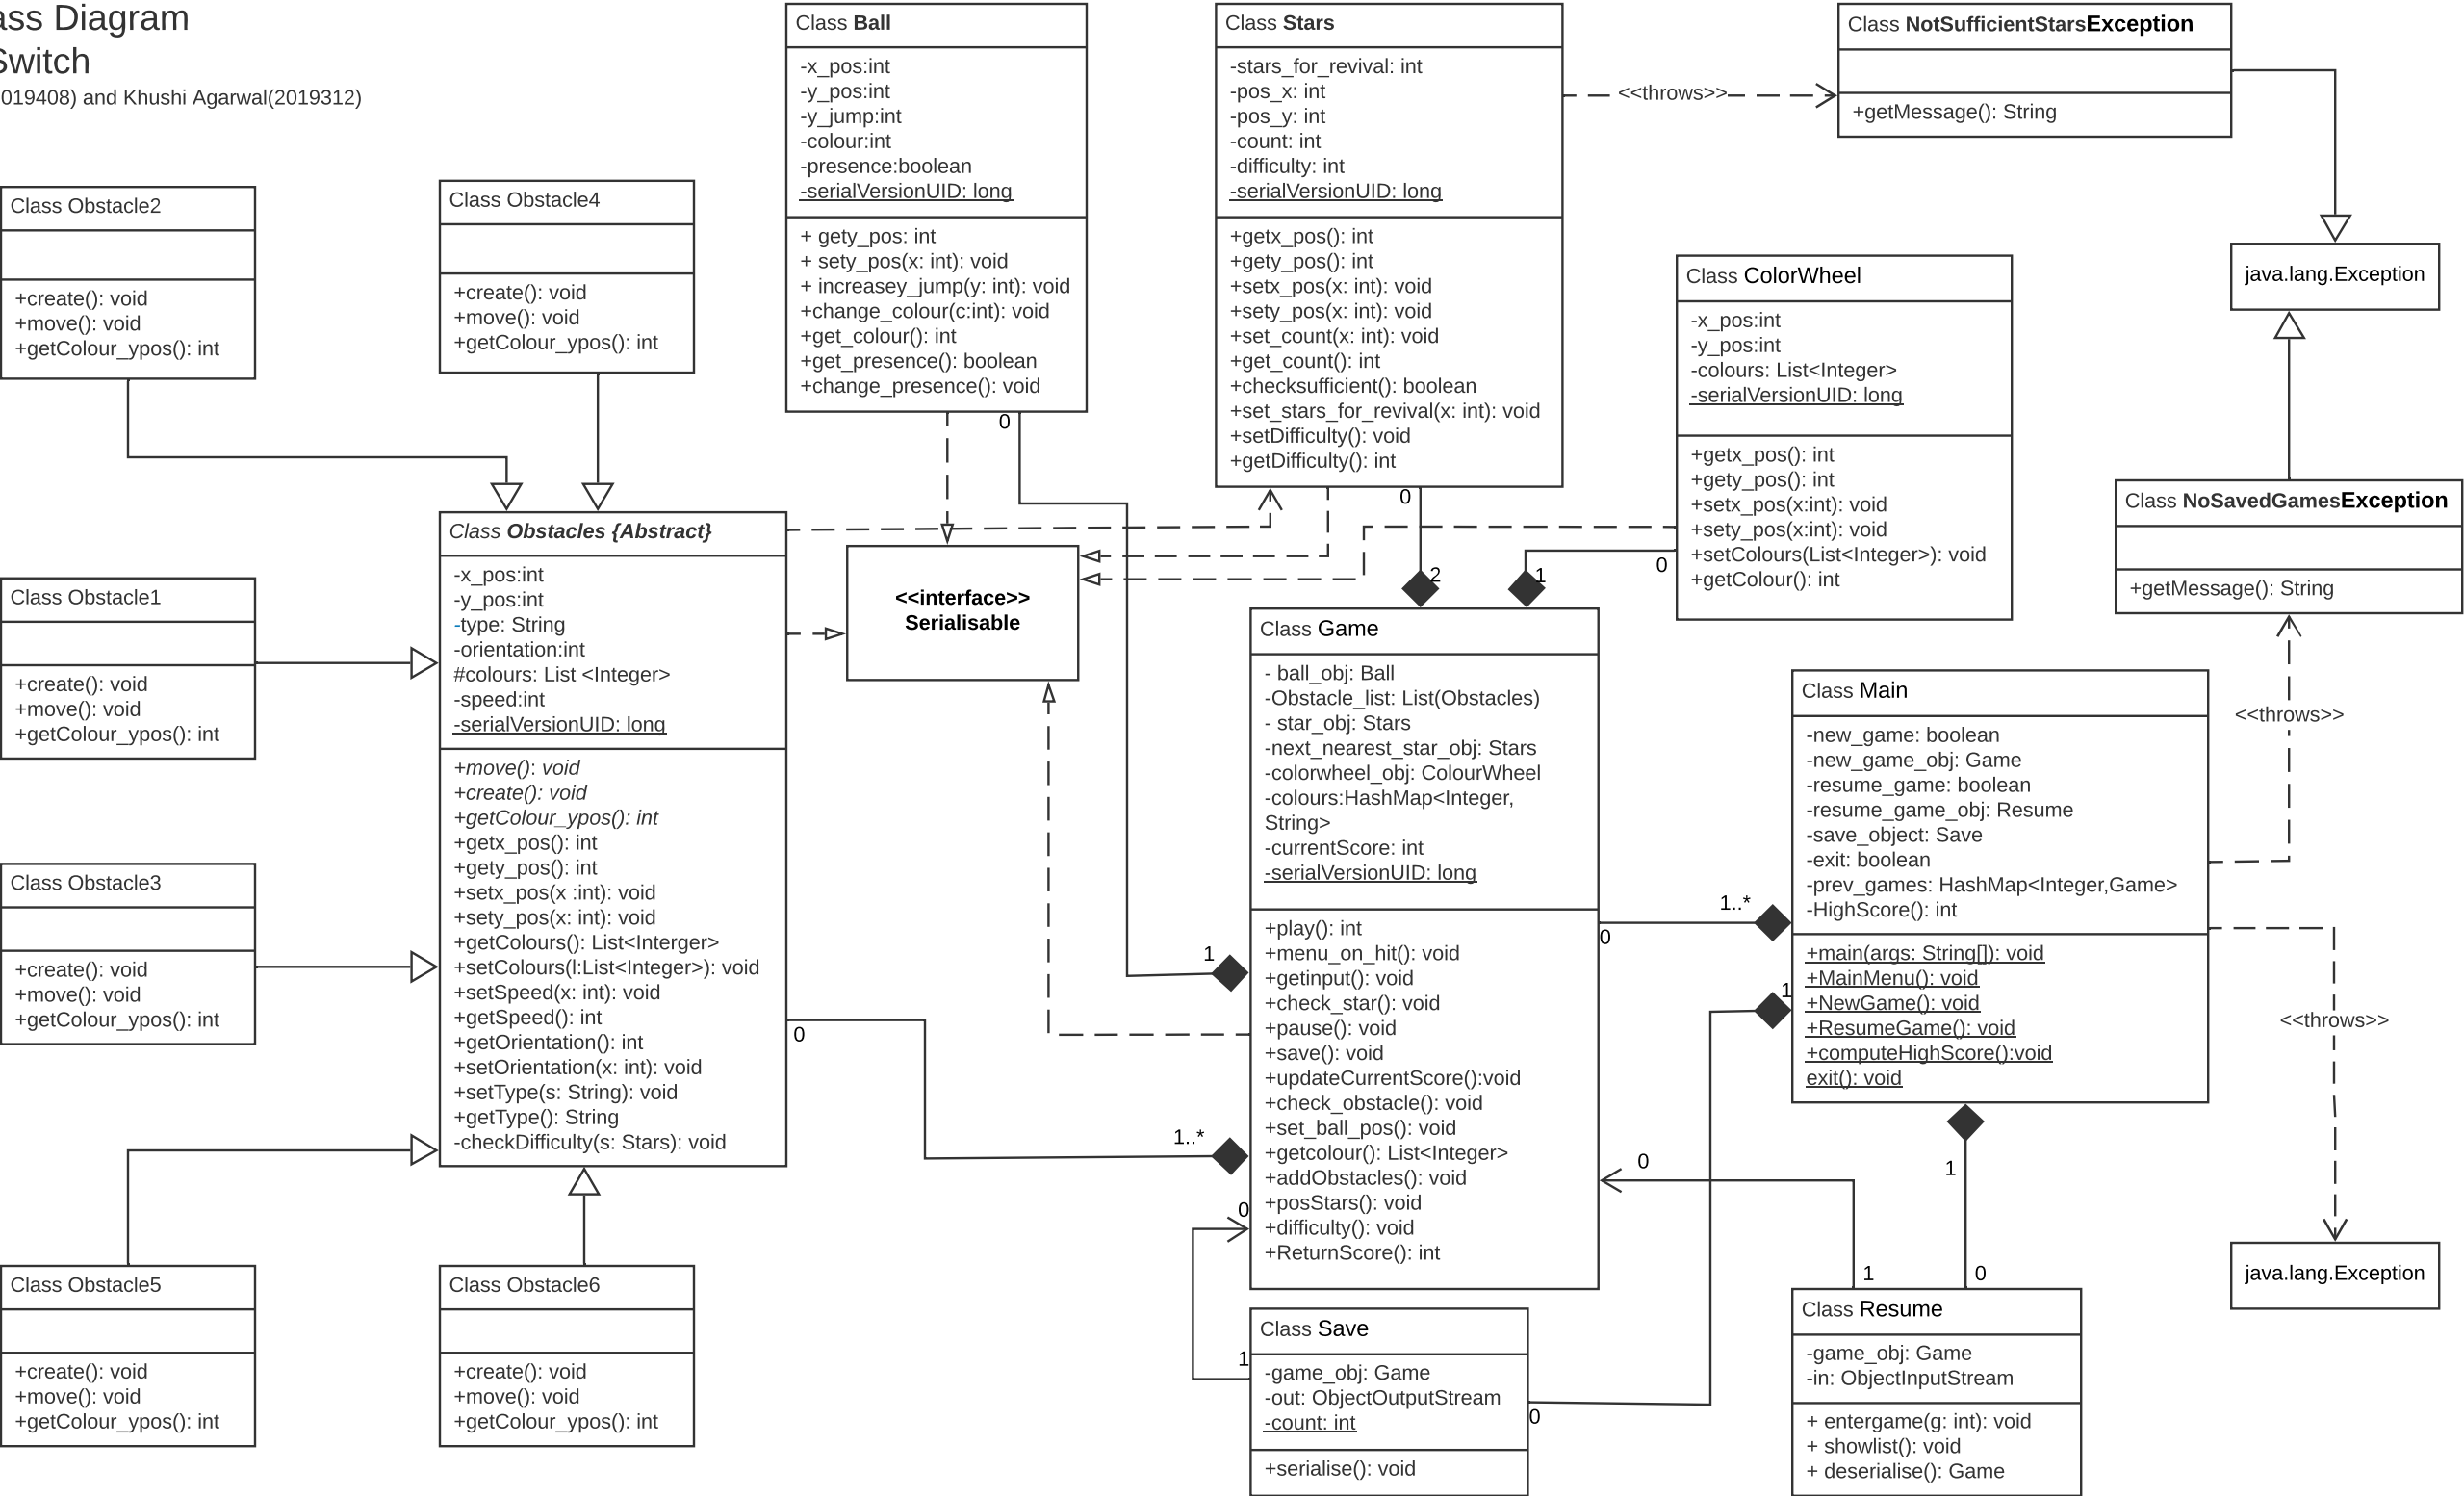 ass Diagram
Switch
019408) and Khushi Agarwal(2019312)
Class Obstacle2
+create(): void
+move(): void
+getColour_ypos(): int
Class Obstacle4
+create(): void
+move(): void
+getColour_ypos(): int
Class Ball
-x_pos:int
-y_pos:int
-y_jump:int
-colour:int
-presence:boolean
-serialVersionUID: long
+ gety_pos: int
+ sety_pos(x: int): void
+ increasey_jump(y: int): void
+change_colour(c:int): void
+get_colour(): int
+get_presence(): boolean
+change_presence(): void
0
Class Stars
-stars_for_revival: int
-pos_x: int
-pos_y: int
-count: int
-difficulty: int
-serialVersionUID: long
+getx_pos(): int
+gety_pos(): int
+setx_pos(x: int): void
+sety_pos(x: int): void
+set_count(x: int): void
+get_count(): int
+checksufficient(): boolean
+set_stars_for_revival(x: int): void
+setDifficulty(): void
+getDifficulty(): int
0
2
<<throws>>
Class NotSufficientStarsException
+getMessage(): String
java.lang.Exception
Class ColorWheel
-x_pos:int
-y_pos:int
-colours: List<Integer>
-serialVersionUID: long
+getx_pos(): int
+gety_pos(): int
+setx_pos(x:int): void
+sety_pos(x:int): void
+setColours(List<Integer>): void
+getColour(): int
0
1
Class NoSavedGamesException
+getMessage(): String
Class Obstacles {Abstract}
-x_pos:int
-y_pos:int
-type: String
-orientation:int
#colours: List <Integer>
-speed:int
-serialVersionUID: long
+move(): void
+create(): void
+getColour_ypos(): int
+getx_pos(): int
+gety_pos(): int
+setx_pos(x :int): void
+sety_pos(x: int): void
+getColours(): List<Interger>
+setColours(l:List<Integer>): void
+setSpeed(x: int): void
+getSpeed(): int
+getOrientation(): int
+setOrientation(x: int): void
+setType(s: String): void
+getType(): String
-checkDifficulty(s: Stars): void
0
<<interface>>
Serialisable
Class Obstacle1
+create(): void
+move(): void
+getColour_ypos(): int
Class Obstacle3
+create(): void
+move(): void
+getColour_ypos(): int
Class Obstacle5
+create(): void
+move(): void
+getColour_ypos(): int
Class Obstacle6
+create(): void
+move(): void
+getColour_ypos(): int
Class Game
- ball_obj: Ball
-Obstacle_list: List(Obstacles)
- star_obj: Stars
-next_nearest_star_obj: Stars
-colorwheel_obj: ColourWheel
-colours:HashMap<Integer,
String>
-currentScore: int
-serialVersionUID: long
+play(): int
+menu_on_hit(): void
+getinput(): void
+check_star(): void
+pause(): void
+save(): void
+updateCurrentScore():void
+check_obstacle(): void
+set_ball_pos(): void
+getcolour(): List<Integer>
+addObstacles(): void
+posStars(): void
+difficulty(): void
+ReturnScore(): int
1
1..*
0
1
1..*
0
0
Class Main
-new_game: boolean
-new_game_obj: Game
-resume_game: boolean
-resume_game_obj: Resume
-save_object: Save
-exit: boolean
-prev_games: HashMap<Integer,Game>
-HighScore(): int
+main(args: String[]): void
+MainMenu(): void
+NewGame(): void
+ResumeGame(): void
+computeHighScore():void
exit(): void
1
1
<<throws>>
<<throws>>
java.lang.Exception
Class Save
-game_obj: Game
-out: ObjectOutputStream
-count: int
+serialise(): void
0
1
0
Class Resume
-game_obj: Game
-in: ObjectInputStream
+ entergame(g: int): void
+ showlist(): void
+ deserialise(): Game